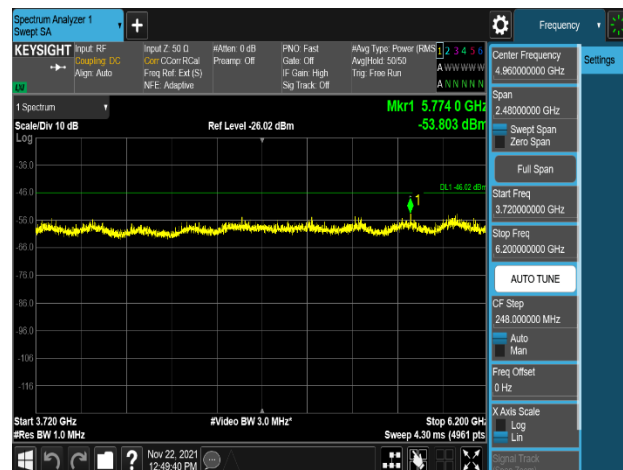 Spectrum Analyzer 1
Swept SA
Frequency
KEYSIGHT
Input: RF
Coupling: DC
Align: Auto
Input Z: 50 Ω
Corr CCorr RCal
Freq Ref: Ext (S)
NFE: Adaptive
#Atten: 0 dB
Preamp: Off
PNO: Fast
Gate: Off
IF Gain: High
Sig Track: Off
#Avg Type: Power (RMS
Avg|Hold: 50/50
Trig: Free Run
1 2 3 4 5 6
A W W W W W
A N N N N N
LXI
1 Spectrum
Scale/Div 10 dB
Log
Ref Level -26.02 dBm
Mkr1 5.774 0 GHz
-53.803 dBm
-36.0
-46.0
-56.0
-66.0
-76.0
-86.0
-96.0
-106
-116
DL1 -46.02 dBm
1
Start 3.720 GHz
#Res BW 1.0 MHz
#Video BW 3.0 MHz*
Stop 6.200 GHz
Sweep 4.30 ms (4961 pts)
Nov 22, 2021
12:49:40 PM
Center Frequency
4.960000000 GHz
Settings
Span
2.48000000 GHz
Swept Span
Zero Span
Full Span
Start Freq
3.720000000 GHz
Stop Freq
6.200000000 GHz
AUTO TUNE
CF Step
248.000000 MHz
Auto
Man
Freq Offset
0 Hz
X Axis Scale
Log
Lin
Signal Track